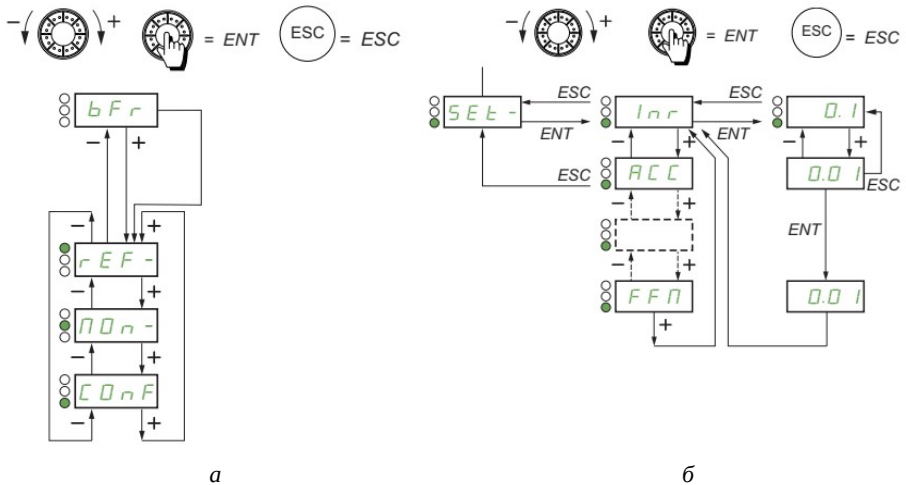 − + = ENT ESC = ESC
− + = ENT ESC = ESC
bFr
− +
− +
rEF-
− +
MOn-
− +
COnF
− +
SEt- ESC Inr ESC 0.1
ENT ENT
− + − +
ESC ACC 0.01 ESC
− +
ENT
− +
FFM 0.01
+
а б